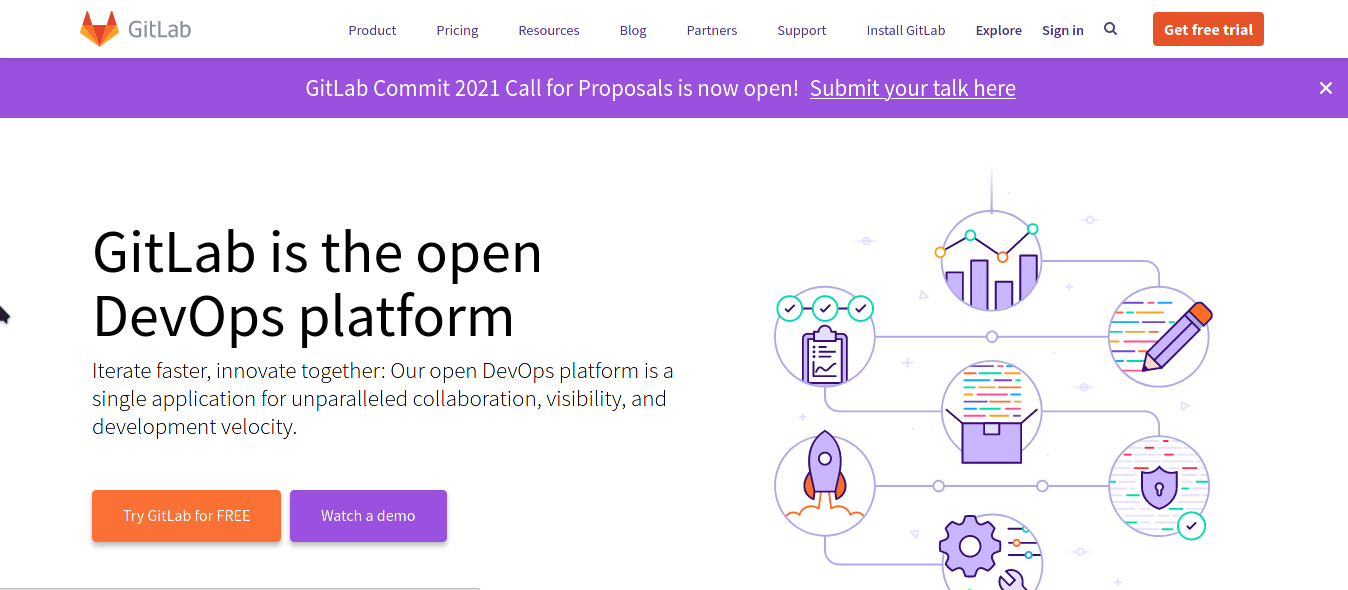 GitLab Product Pricing Resources Blog Partners Support Install GitLab Explore Sign in Get free trial
GitLab Commit 2021 Call for Proposals is now open! Submit your talk here
GitLab is the open
DevOps platform
Iterate faster, innovate together: Our open DevOps platform is a
single application for unparalleled collaboration, visibility, and
development velocity.
Try GitLab for FREE Watch a demo